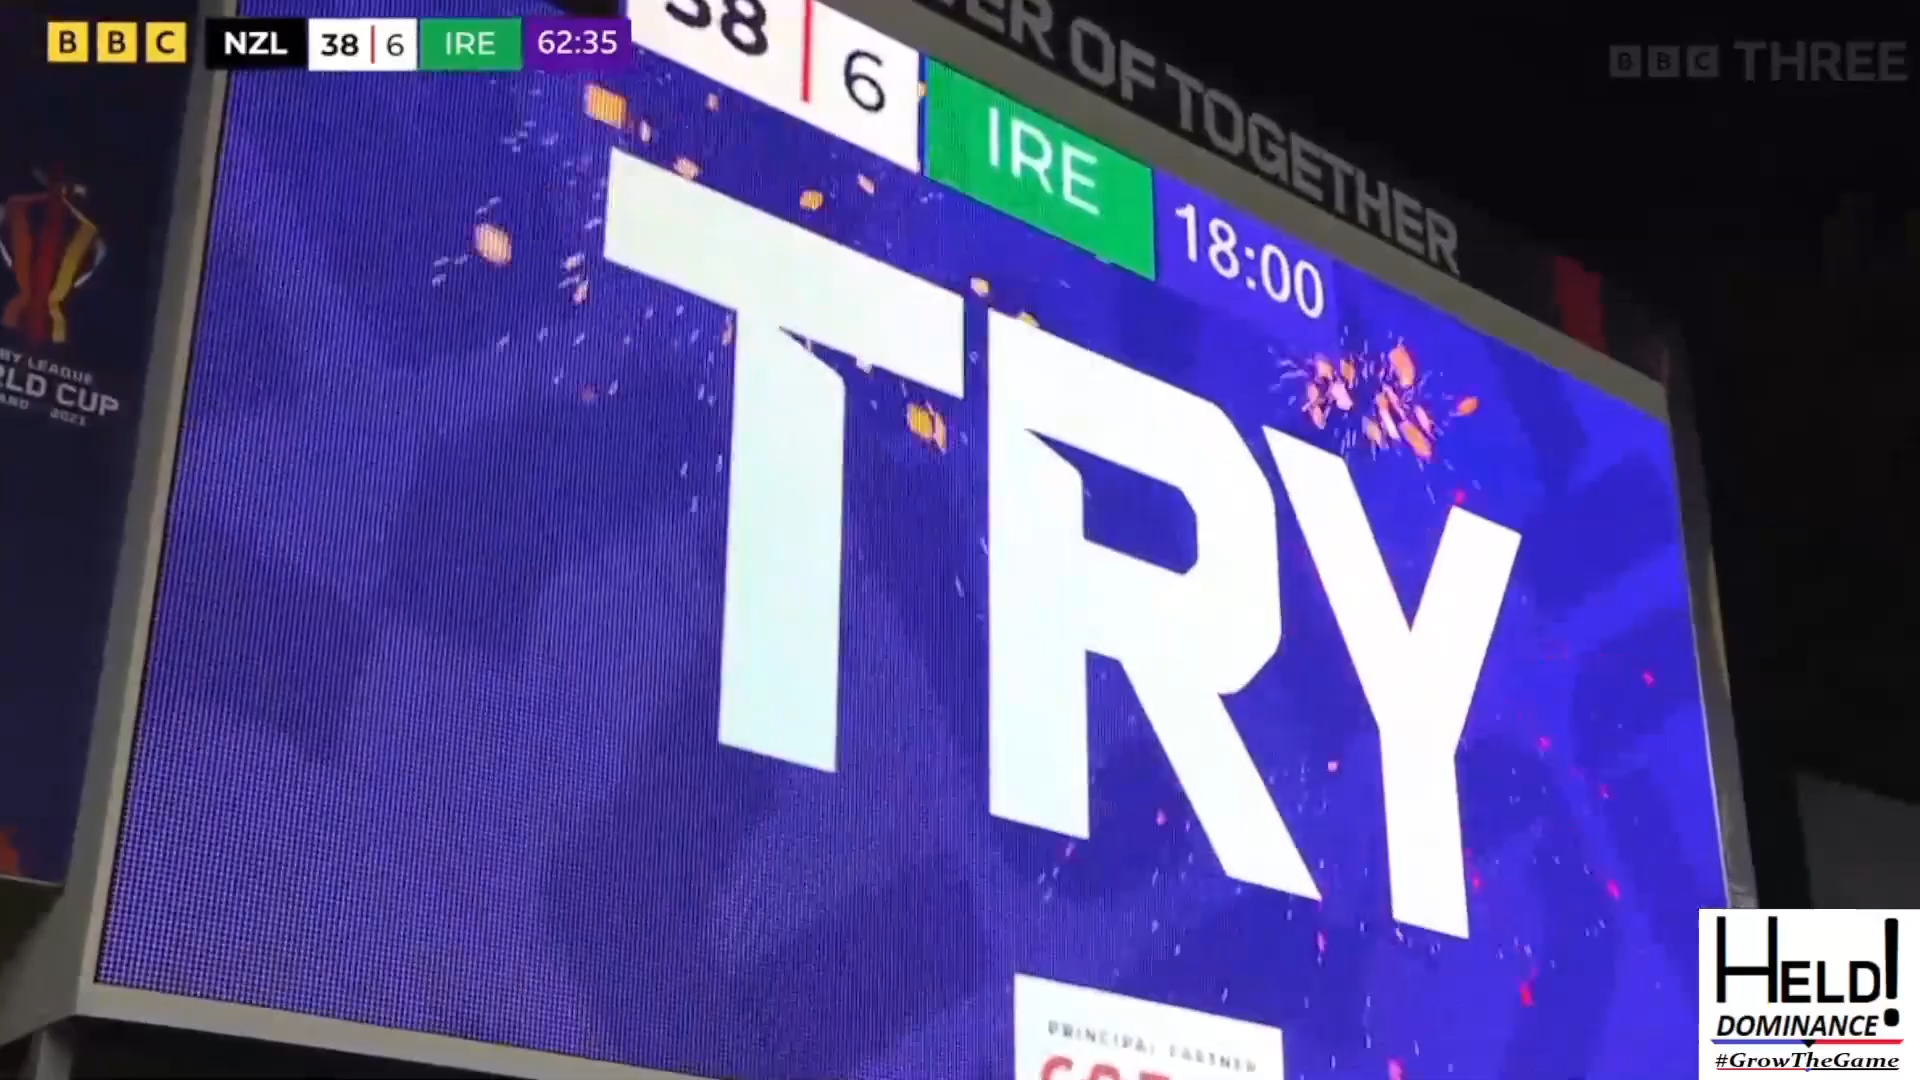 BBC NZL 38 6 IRE 62:35
BBC THREE
38 6 IRE 18:00
OF TOGETHER
TRY
CUP
2021
PRINCIPAL PARTNER
HELD!
DOMINANCE
#GrowTheGame